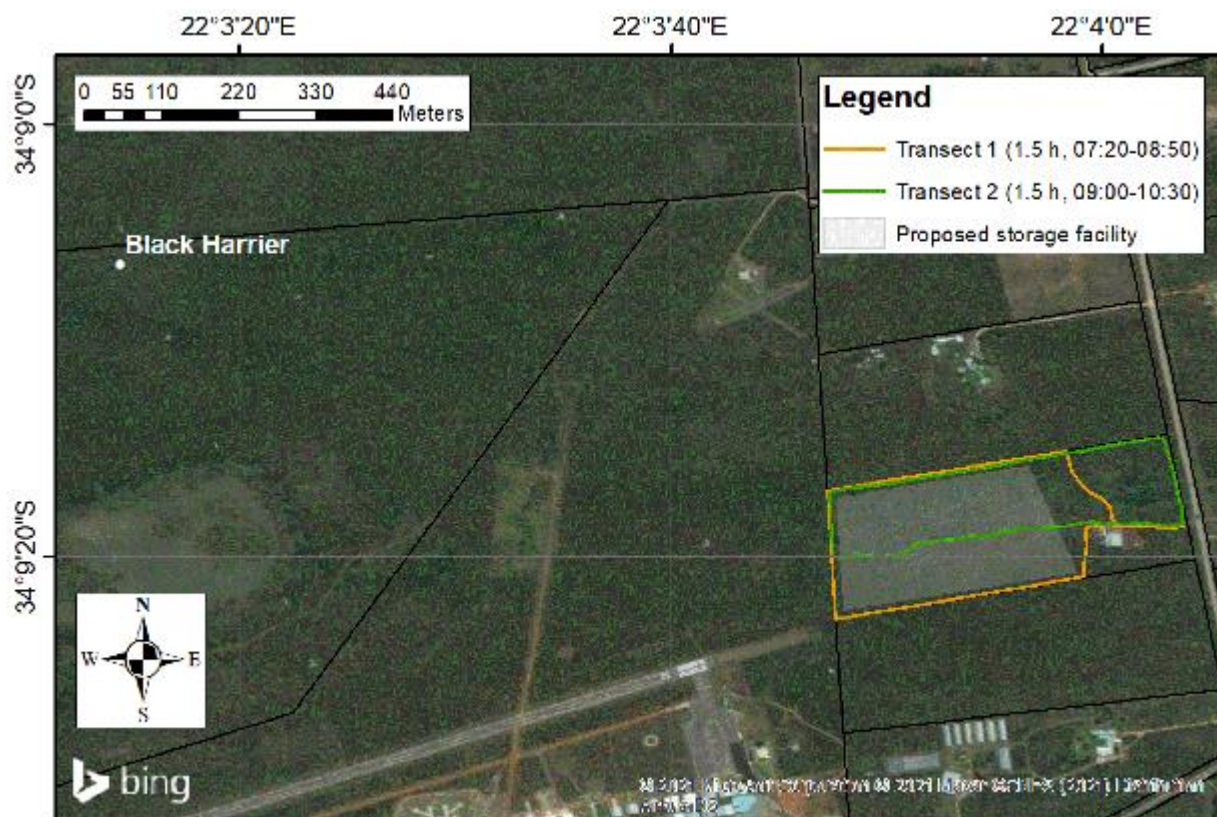 22°3'20"E 22°3'40"E 22°4'0"E
0 55 110 220 330 440
Meters
Legend
Transect 1 (1.5 h, 07:20-08:50)
Transect 2 (1.5 h, 09:00-10:30)
Proposed storage facility
34°9'0"S
Black Harrier
34°9'20"S
N
W E
S
bing